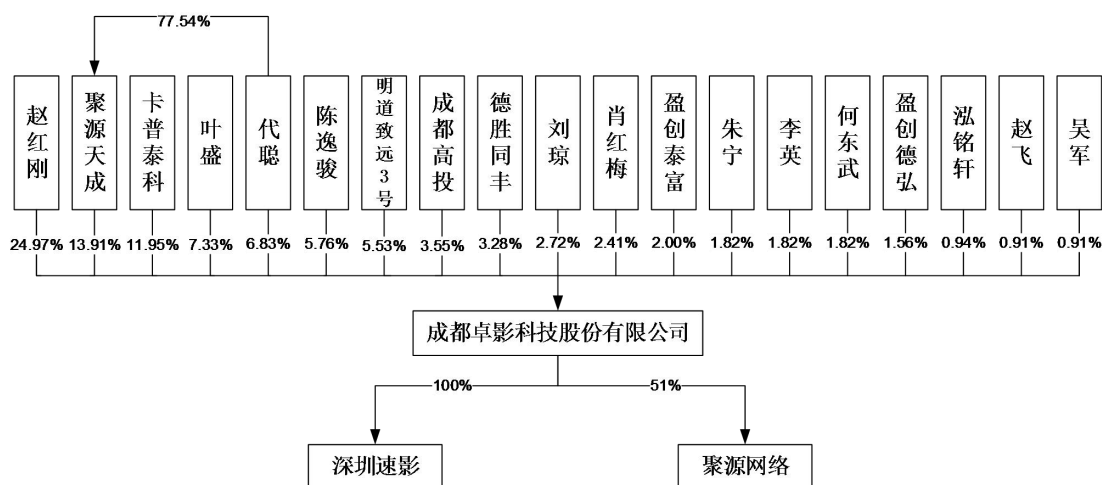 77.54%
赵红刚
聚源天成
卡普泰科
叶盛
代聪
陈逸骏
明道致远3号
成都高投
德胜同丰
刘琼
肖红梅
盈创泰富
朱宁
李英
何东武
盈创德弘
泓铭轩
赵飞
吴军
24.97% 13.91% 11.95% 7.33% 6.83% 5.76% 5.53% 3.55% 3.28% 2.72% 2.41% 2.00% 1.82% 1.82% 1.82% 1.56% 0.94% 0.91% 0.91%
成都卓影科技股份有限公司
100% 51%
深圳速影 聚源网络